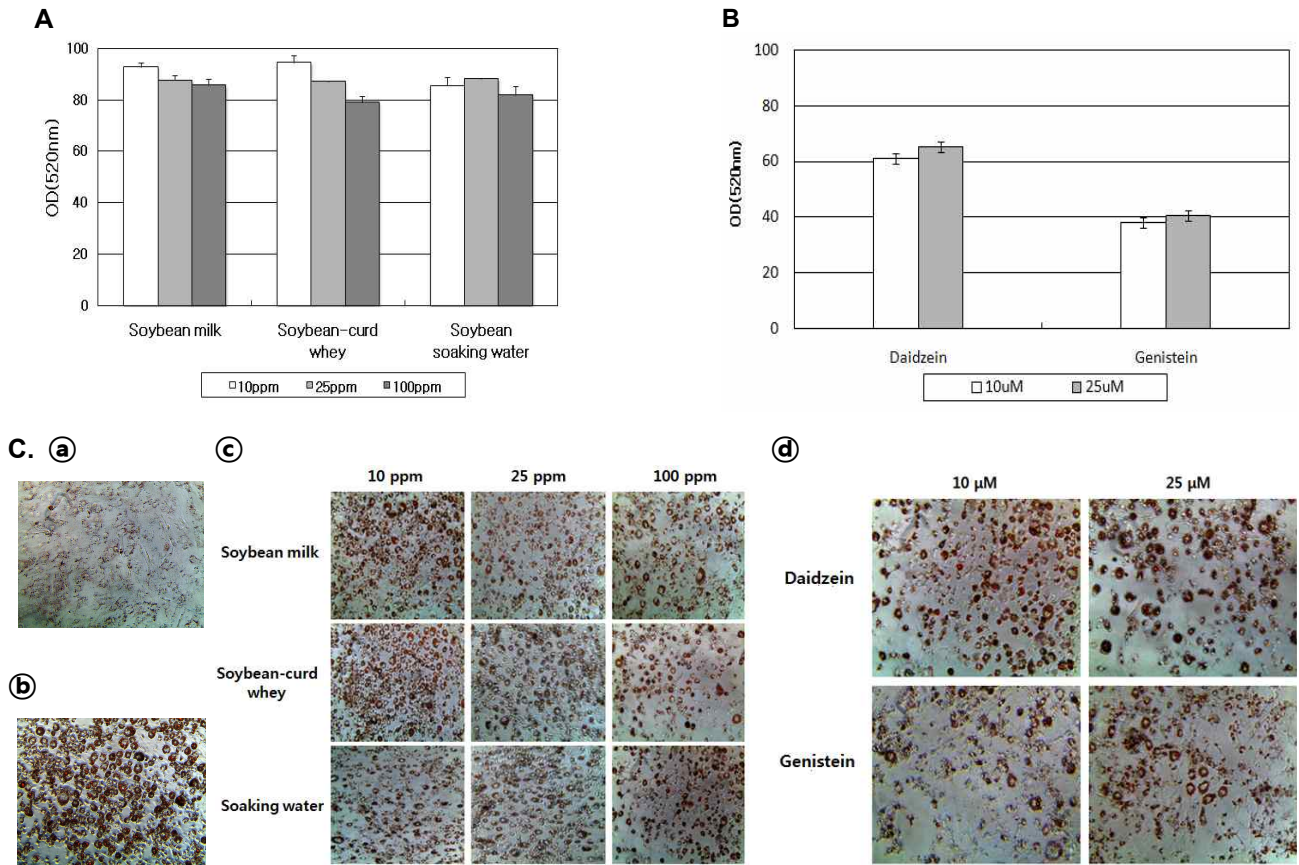 A
100
80
60
40
20
0
OD(520nm)
Soybean milk
Soybean-curd
whey
Soybean
soaking water
10ppm 25ppm 100ppm
B
100
80
60
40
20
0
OD(520nm)
Daidzein
Genistein
10uM 25uM
C. ⓐ
ⓑ
ⓒ
10 ppm 25 ppm 100 ppm
Soybean milk
Soybean-curd
whey
Soaking water
ⓓ
10 μM 25 μM
Daidzein
Genistein